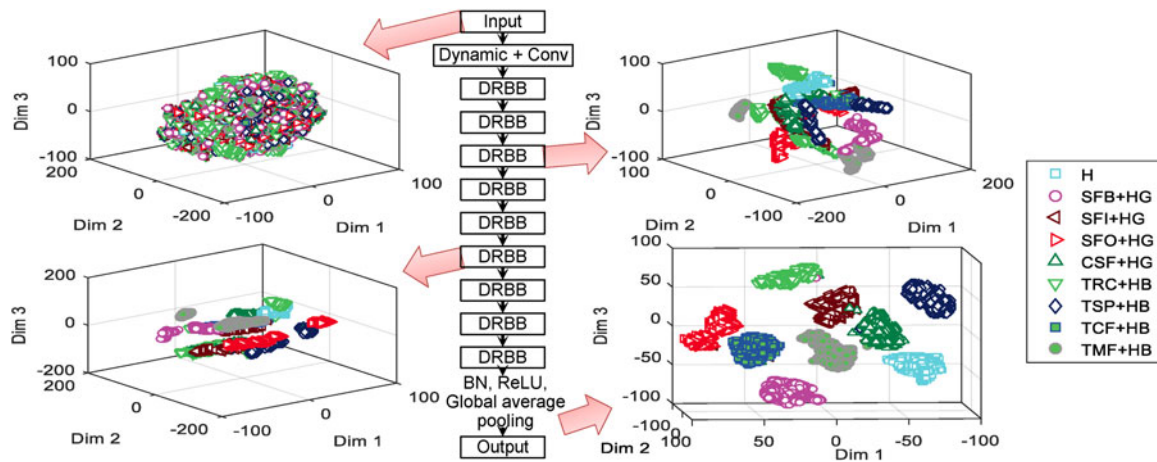 Input
Dynamic + Conv
DRBB
DRBB
DRBB
DRBB
DRBB
DRBB
DRBB
DRBB
DRBB
BN, ReLU,
Global average
pooling
Output
Dim 3
100
0
-100
200
0
-200
-100
0
100
Dim 2
Dim 1
Dim 3
100
50
0
-50
-100
200
0
-200
-100
0
200
Dim 2
Dim 1
Dim 3
200
0
-200
200
0
-200
-100
0
100
Dim 2
Dim 1
Dim 3
100
50
0
-50
-100
100
100
50
0
-50
-100
Dim 2
Dim 1
H
SFB+HG
SFI+HG
SFO+HG
CSF+HG
TRC+HB
TSP+HB
TCF+HB
TMF+HB